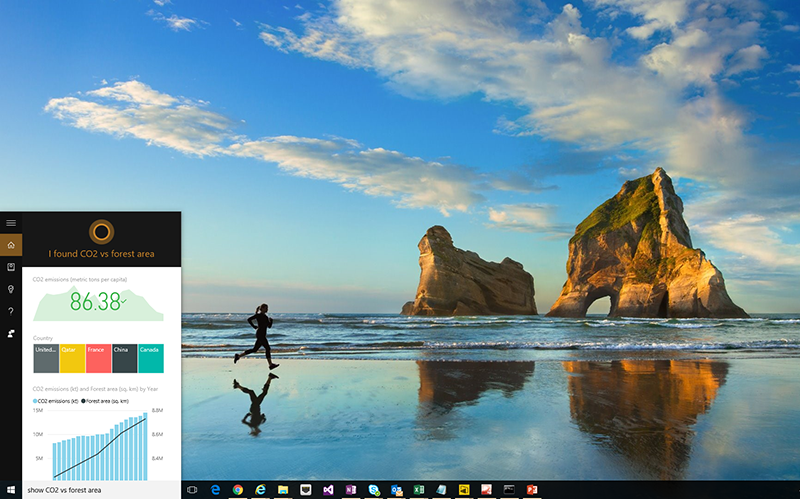 I found CO2 vs forest area
CO2 emissions (metric tons per capita)
86.38
Country
United... Qatar France China Canada
CO2 emissions (kt) and Forest area (sq. km) by Year
CO2 emissions (kt) Forest area (sq. km)
15M 8.8M
10M 8.6M
5M 8.4M
show CO2 vs forest area